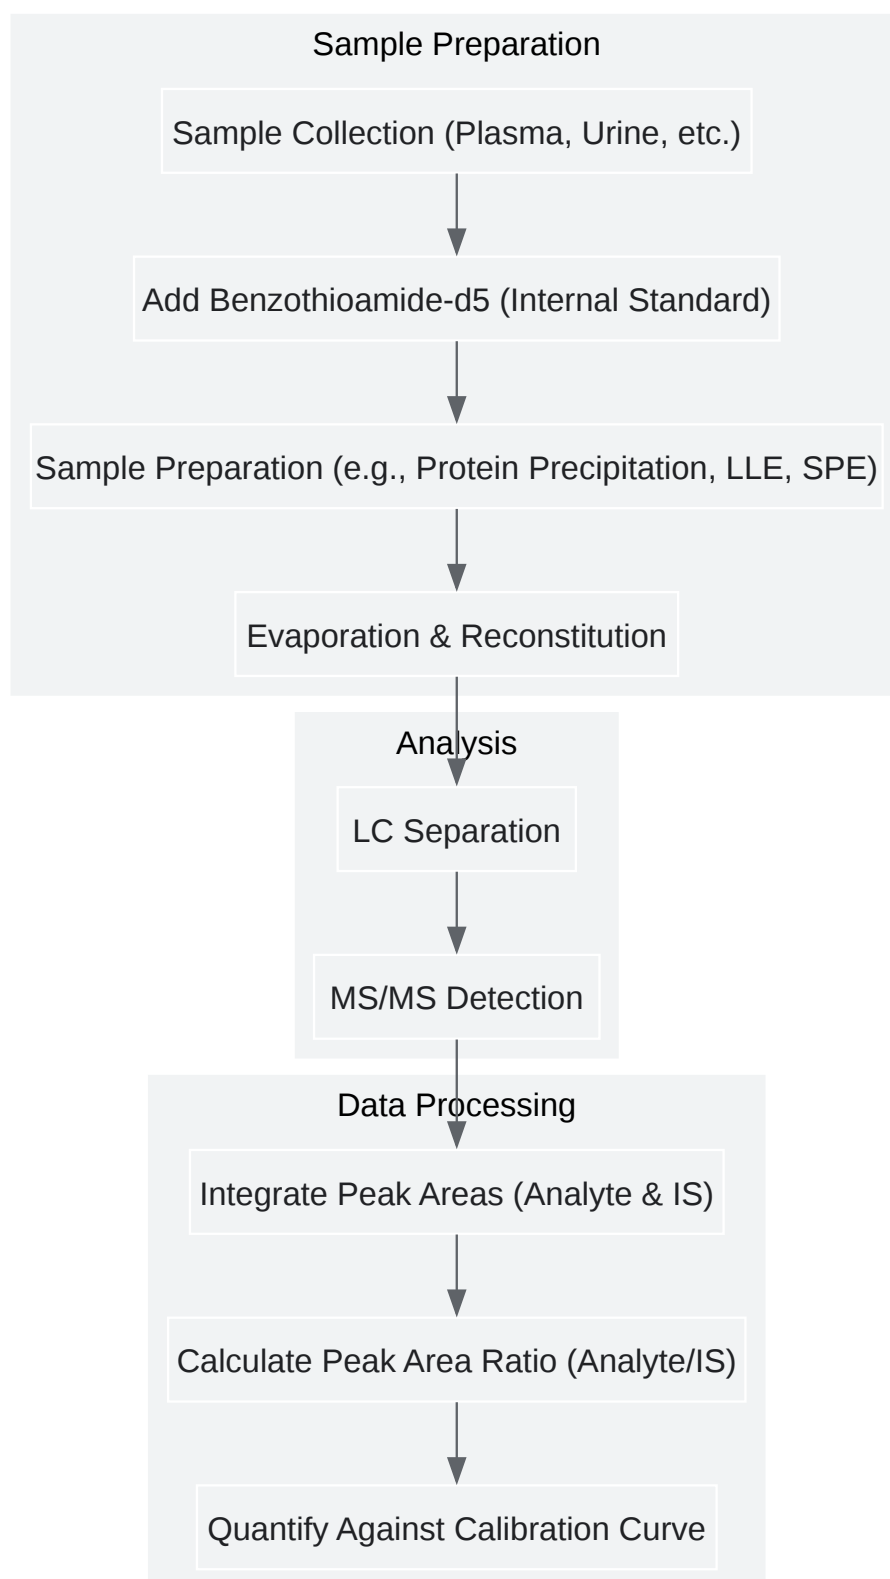 Sample Preparation
Sample Collection (Plasma, Urine, etc.)
Add Benzothioamide-d5 (Internal Standard)
Sample Preparation (e.g., Protein Precipitation, LLE, SPE)
Evaporation & Reconstitution
Analysis
LC Separation
MS/MS Detection
Data Processing
Integrate Peak Areas (Analyte & IS)
Calculate Peak Area Ratio (Analyte/IS)
Quantify Against Calibration Curve